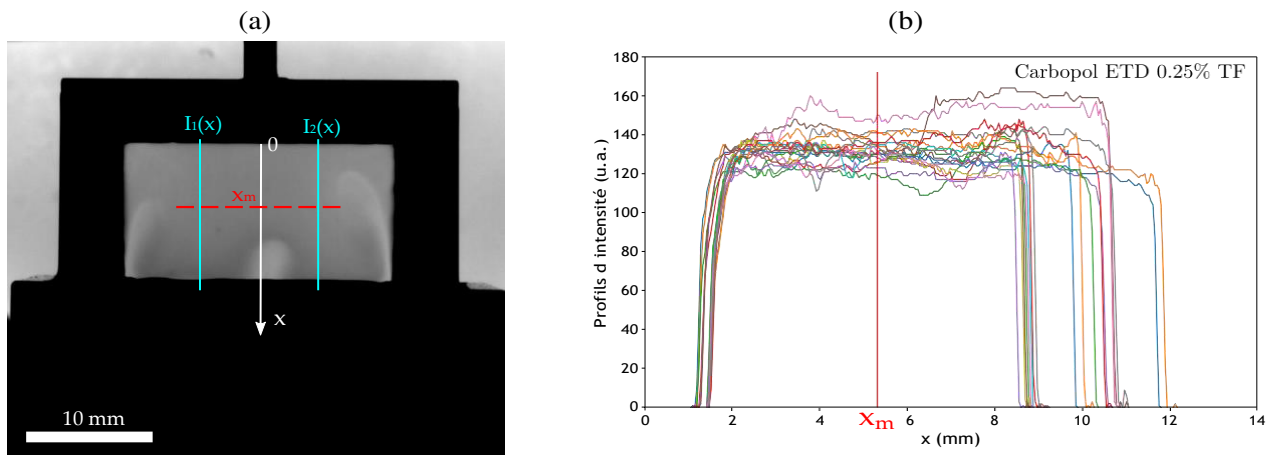 (a)
I₁(x)
I₂(x)
0
xₘ
x
10 mm
(b)
Carbopol ETD 0.25% TF
Profils d intensité (u.a.)
180
160
140
120
100
80
60
40
20
0
0 2 4 6 8 10 12 14
xₘ
x (mm)